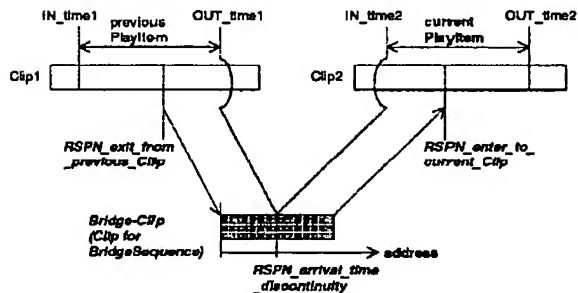 IN_time1
previous
PlayItem
OUT_time1
IN_time2
current
PlayItem
OUT_time2
Clip1
Clip2
RSPN_exit_from
_previous_Clip
RSPN_enter_to_
current_Clip
Bridge-Clip
(Clip for
BridgeSequence)
address
RSPN_arrival_time
_discontinuity